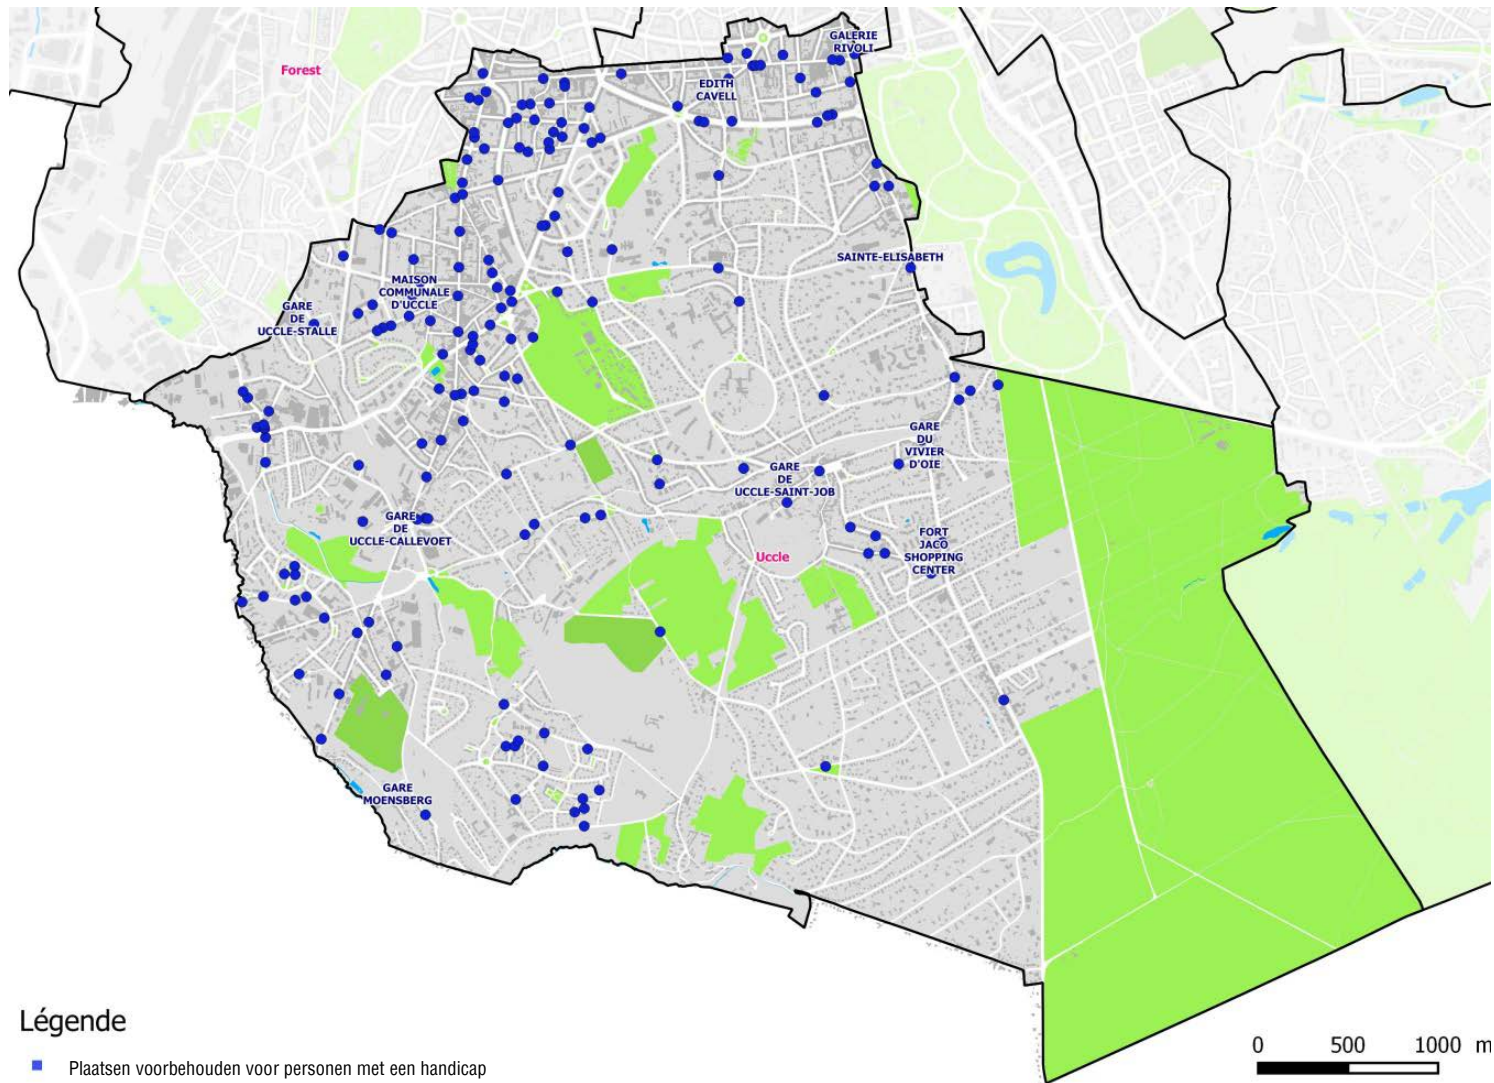 GALERIE
RIVOLI
Forest
EDITH
CAVELL
SAINTE-ELISABETH
MAISON
COMMUNALE
D'UCCLE
GARE
DE
UCCLE-STALLE
GARE
DU
VIVIER
D'OIE
GARE
DE
UCCLE-SAINT-JOB
GARE
DE
UCCLE-CALLEVOET
FORT
JACO
SHOPPING
CENTER
Uccle
GARE
MOENSBERG
Légende
Plaatsen voorbehouden voor personen met een handicap
0 500 1000 m